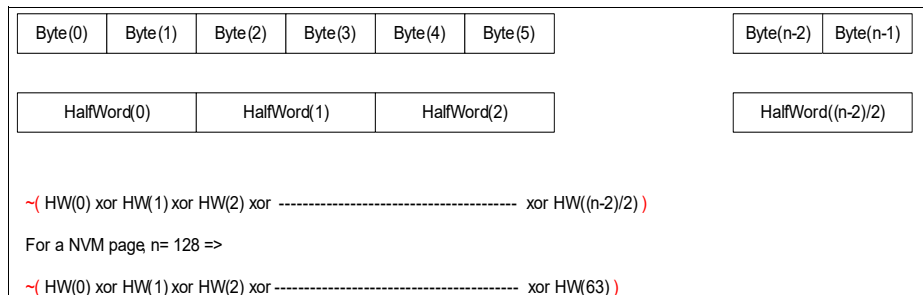 Byte(0) Byte(1) Byte(2) Byte(3) Byte(4) Byte(5) Byte(n-2) Byte(n-1)
HalfWord(0) HalfWord(1) HalfWord(2) HalfWord((n-2)/2)
~( HW(0) xor HW(1) xor HW(2) xor ---------------------------------------- xor HW((n-2)/2) )
For a NVM page, n= 128 =>
~( HW(0) xor HW(1) xor HW(2) xor ----------------------------------------- xor HW(63) )